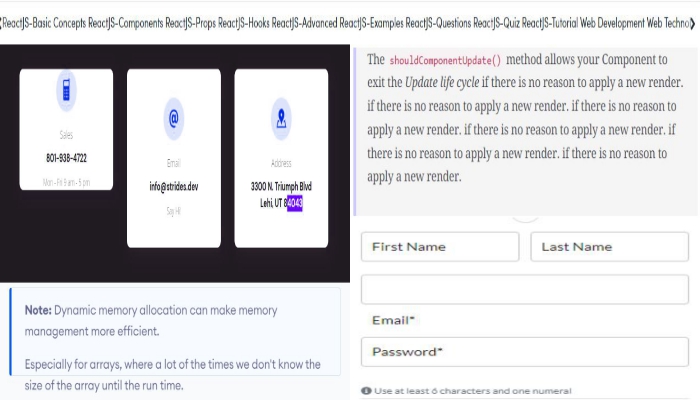 ReactJS-Basic Concepts ReactJS-Components ReactJS-Props ReactJS-Hooks ReactJS-Advanced ReactJS-Examples ReactJS-Questions ReactJS-Quiz ReactJS-Tutorial Web Development Web Techno
Sales
801-938-4722
Mon - Fri 9 am - 5 pm
@
Email
info@strides.dev
Say Hi!
Address
3300 N. Triumph Blvd
Lehi, UT 84043
Note: Dynamic memory allocation can make memory
management more efficient.
Especially for arrays, where a lot of the times we don't know the
size of the array until the run time.
The shouldComponentUpdate() method allows your Component to
exit the Update life cycle if there is no reason to apply a new render.
if there is no reason to apply a new render. if there is no reason to
apply a new render. if there is no reason to apply a new render. if
there is no reason to apply a new render. if there is no reason to
apply a new render.
First Name Last Name
Email*
Password*
Use at least 6 characters and one numeral